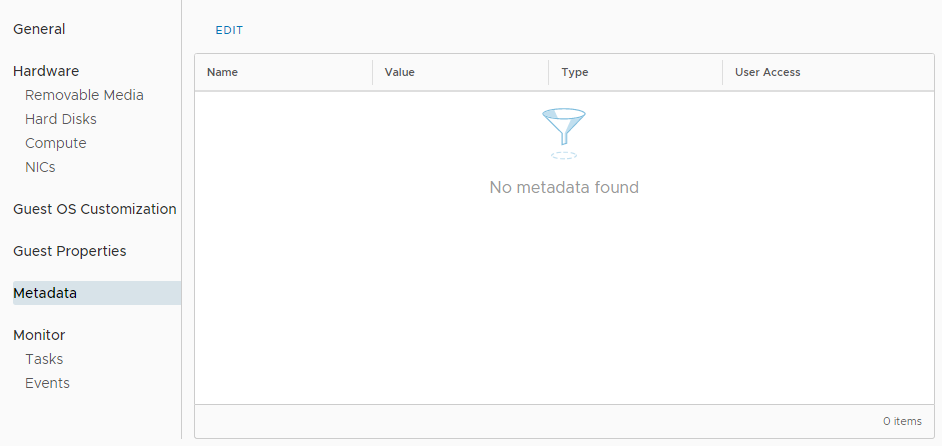 General
Hardware
Removable Media
Hard Disks
Compute
NICs
Guest OS Customization
Guest Properties
Metadata
Monitor
Tasks
Events
EDIT
Name Value Type User Access
No metadata found
0 items